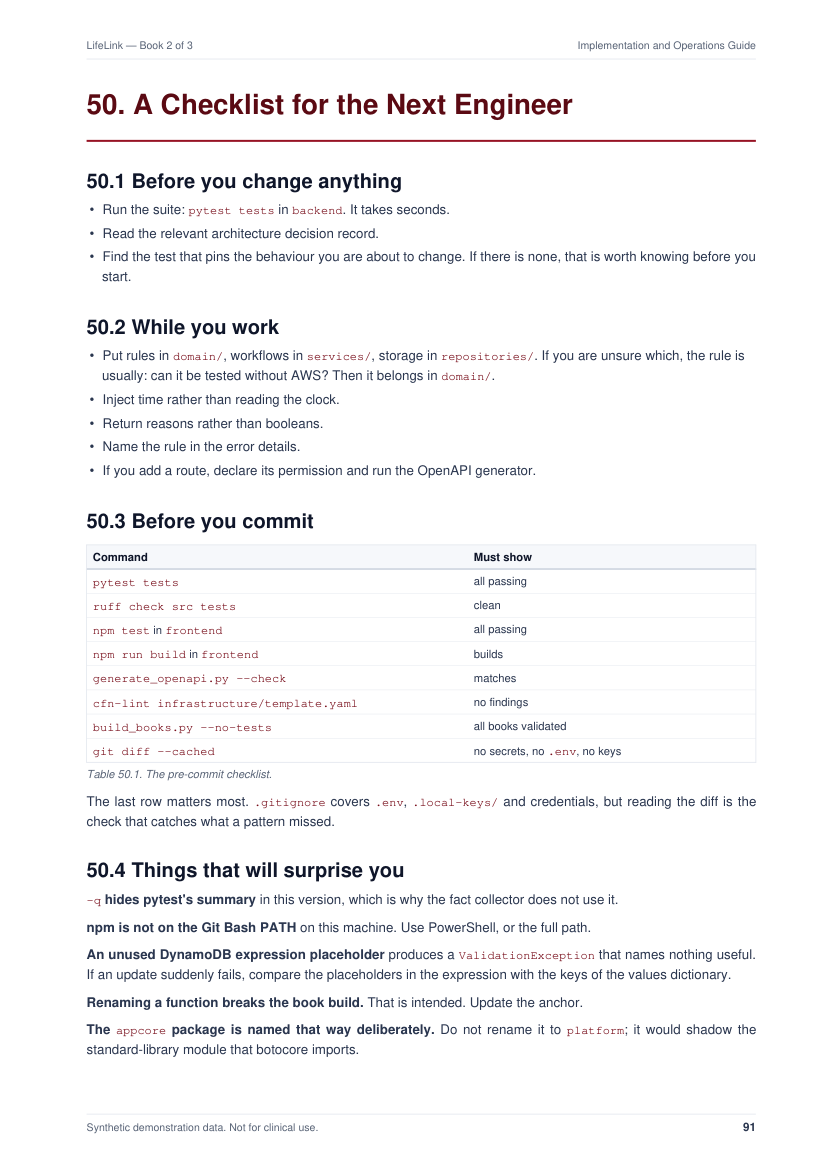 LifeLink — Book 2 of 3
Implementation and Operations Guide
50. A Checklist for the Next Engineer
50.1 Before you change anything
• Run the suite: pytest tests in backend. It takes seconds.
• Read the relevant architecture decision record.
• Find the test that pins the behaviour you are about to change. If there is none, that is worth knowing before you
start.
50.2 While you work
• Put rules in domain/, workflows in services/, storage in repositories/. If you are unsure which, the rule is
usually: can it be tested without AWS? Then it belongs in domain/.
• Inject time rather than reading the clock.
• Return reasons rather than booleans.
• Name the rule in the error details.
• If you add a route, declare its permission and run the OpenAPI generator.
50.3 Before you commit
Command Must show
pytest tests all passing
ruff check src tests clean
npm test in frontend all passing
npm run build in frontend builds
generate_openapi.py --check matches
cfn-lint infrastructure/template.yaml no findings
build_books.py --no-tests all books validated
git diff --cached no secrets, no .env, no keys
Table 50.1. The pre-commit checklist.
The last row matters most. .gitignore covers .env, .local-keys/ and credentials, but reading the diff is the
check that catches what a pattern missed.
50.4 Things that will surprise you
-q hides pytest's summary in this version, which is why the fact collector does not use it.
npm is not on the Git Bash PATH on this machine. Use PowerShell, or the full path.
An unused DynamoDB expression placeholder produces a ValidationException that names nothing useful.
If an update suddenly fails, compare the placeholders in the expression with the keys of the values dictionary.
Renaming a function breaks the book build. That is intended. Update the anchor.
The appcore package is named that way deliberately. Do not rename it to platform; it would shadow the
standard-library module that botocore imports.
Synthetic demonstration data. Not for clinical use.
91